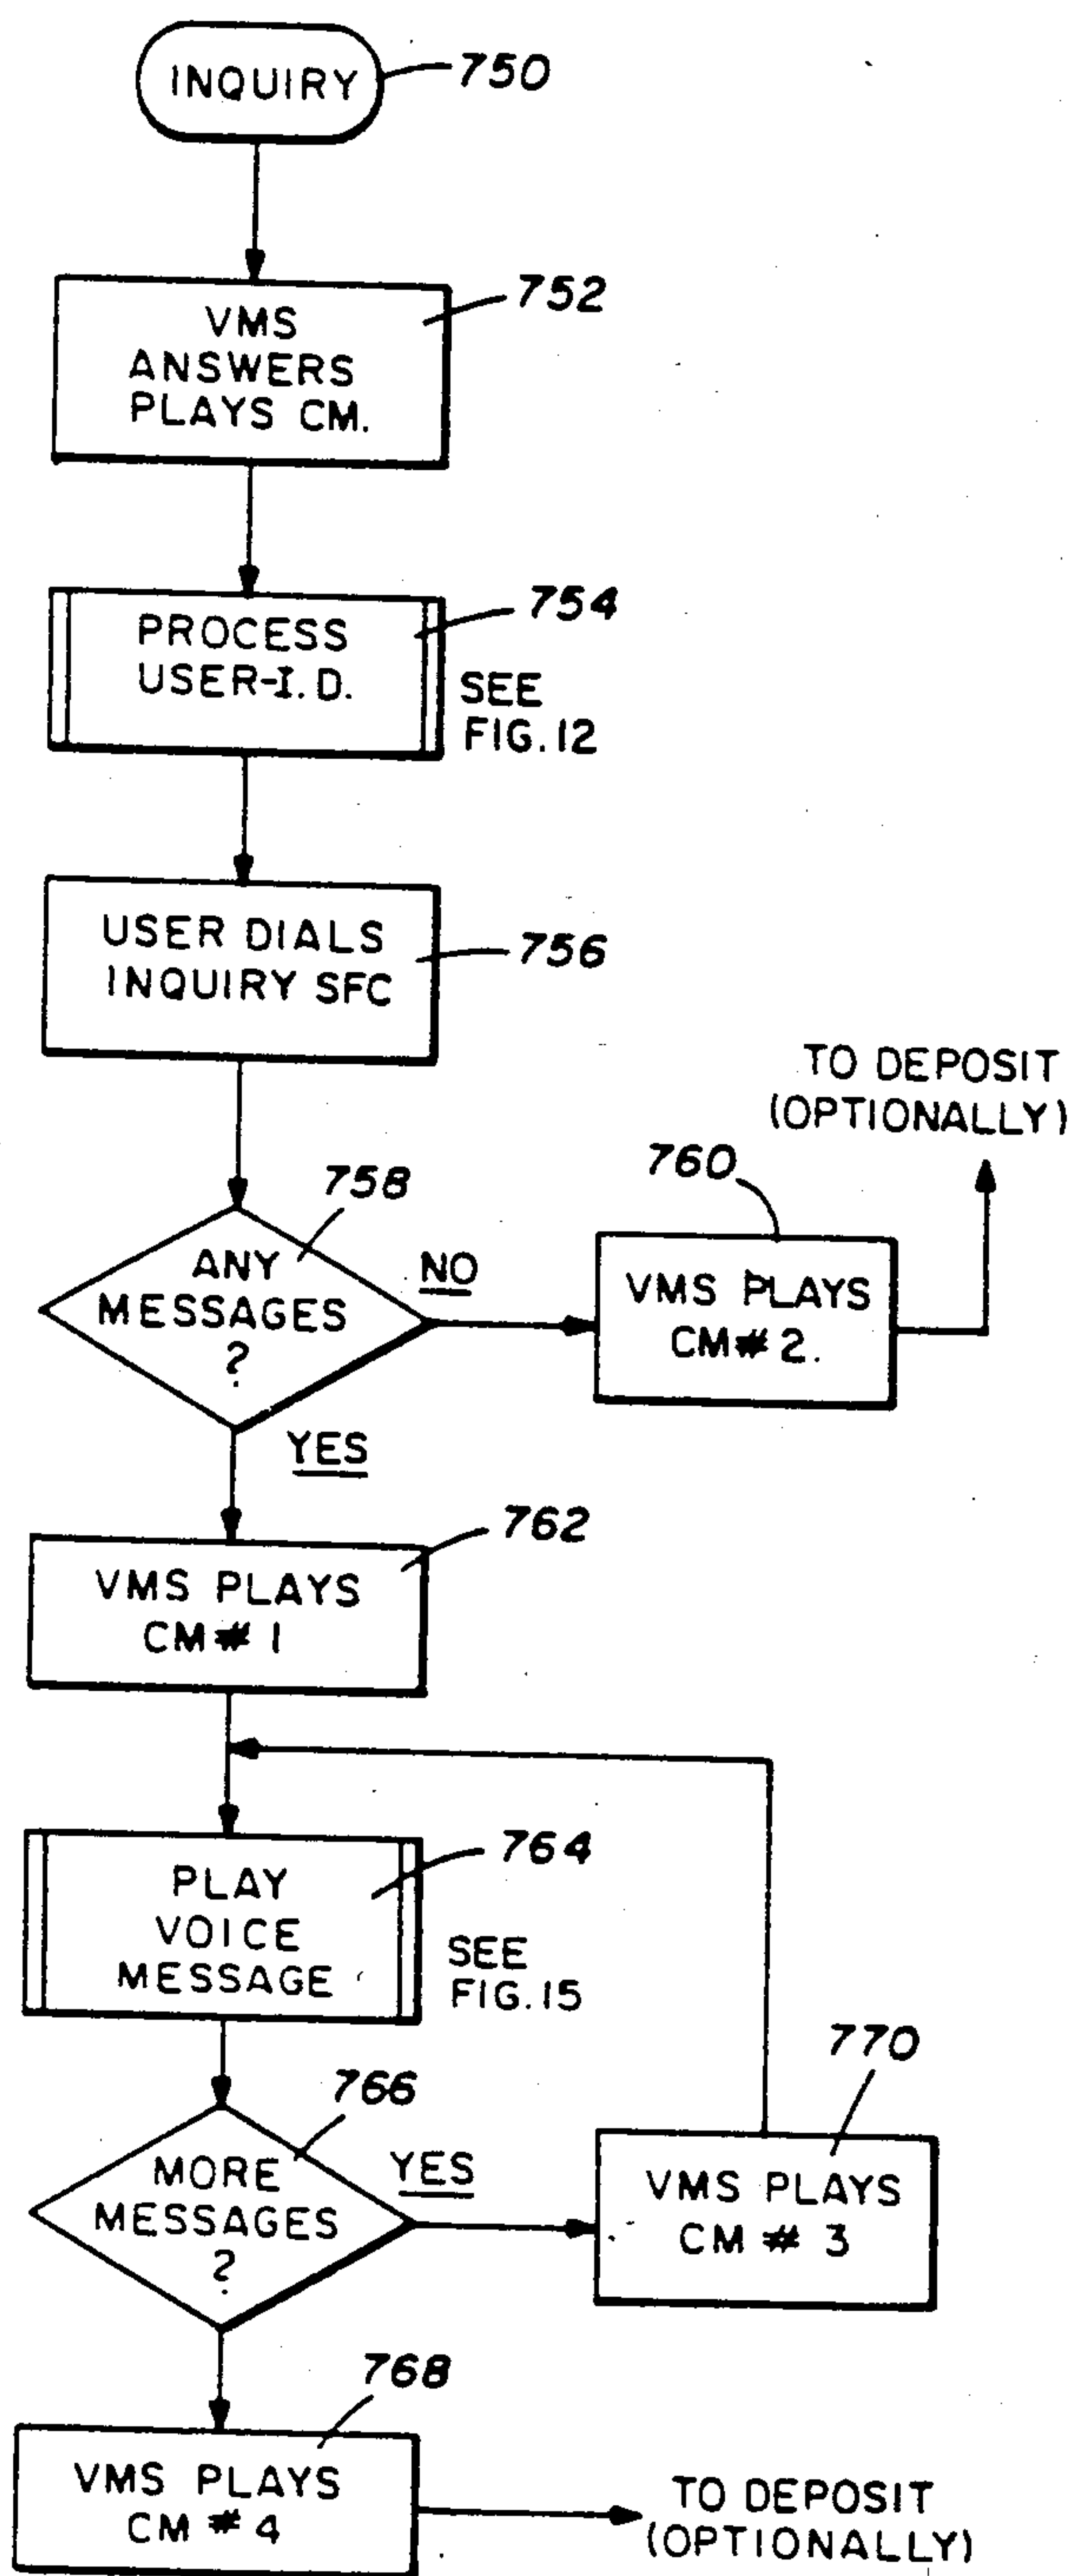 INQUIRY
750
VMS
ANSWERS
PLAYS CM.
752
PROCESS
USER-I.D.
754
SEE
FIG.12
USER DIALS
INQUIRY SFC
756
TO DEPOSIT
(OPTIONALLY)
758
ANY
MESSAGES
?
NO
760
VMS PLAYS
CM# 2.
YES
762
VMS PLAYS
CM# 1
764
PLAY
VOICE
MESSAGE
SEE
FIG.15
766
MORE
MESSAGES
?
YES
770
VMS PLAYS
CM # 3
768
VMS PLAYS
CM # 4
TO DEPOSIT
(OPTIONALLY)